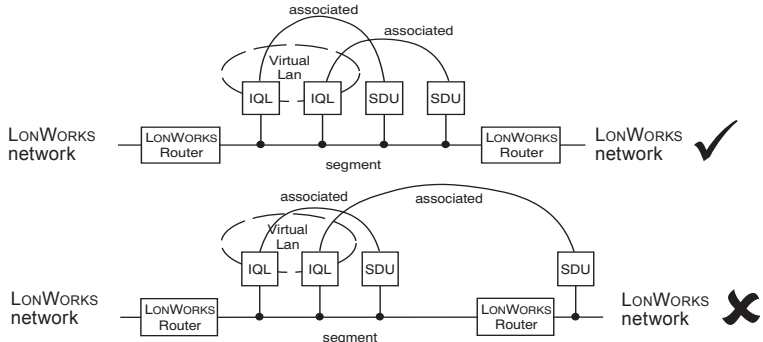 associated
associated
Virtual
Lan
IQL IQL SDU SDU
LONWORKS
network
LONWORKS
Router
LONWORKS
Router
LONWORKS
network
segment
associated
associated
Virtual
Lan
IQL IQL SDU SDU
LONWORKS
network
LONWORKS
Router
LONWORKS
Router
LONWORKS
network
segment